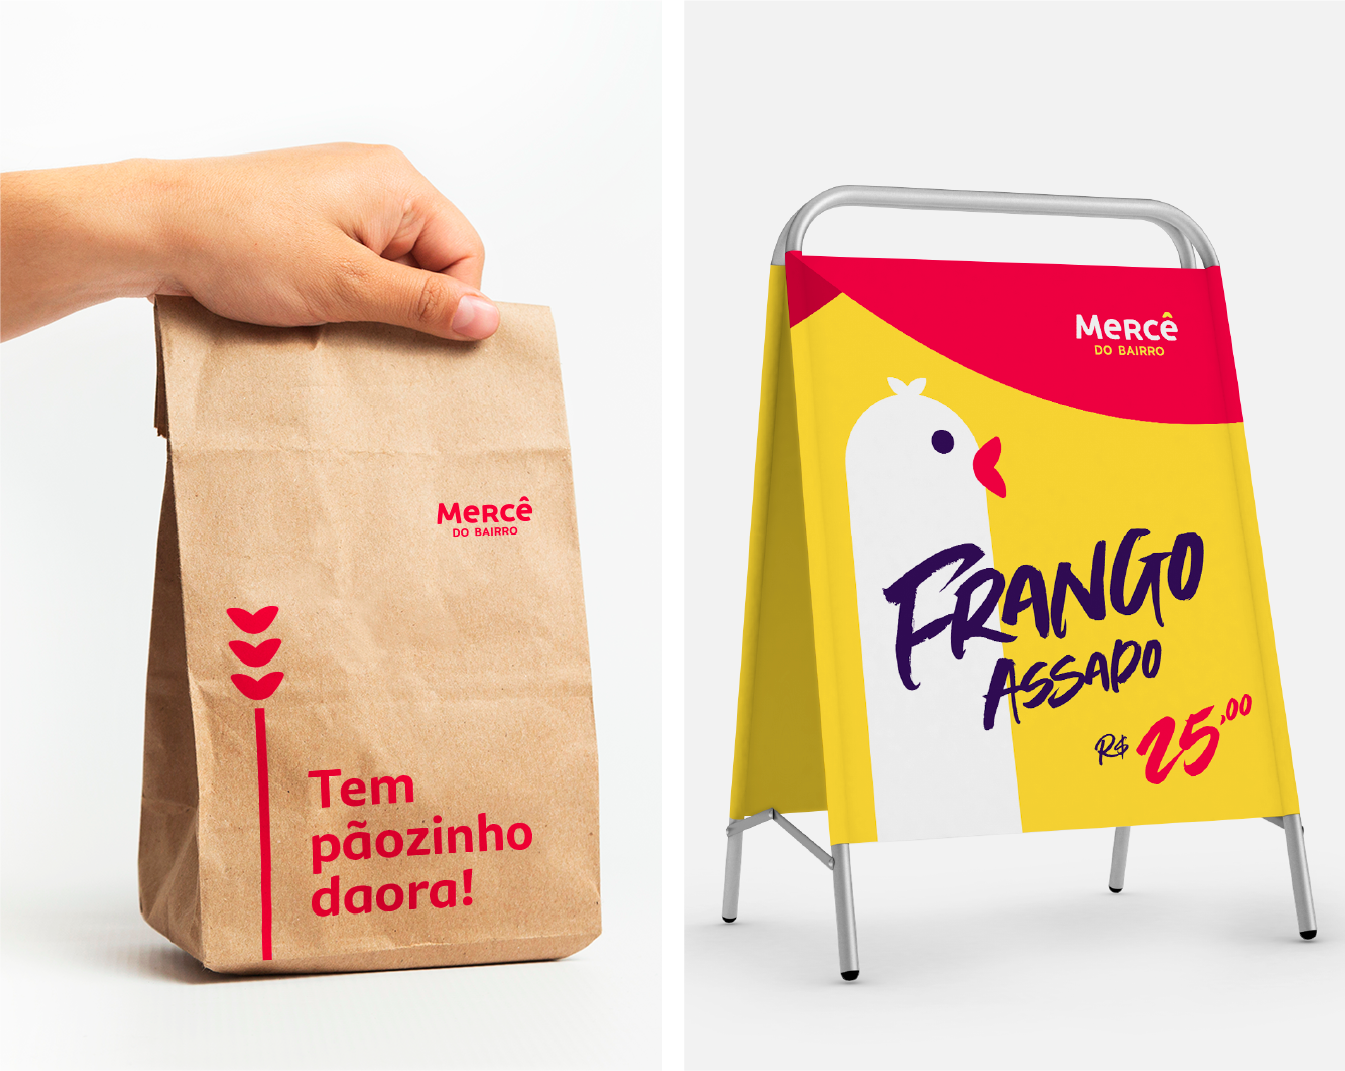 Mercê
DO BAIRRO
Tem
pãozinho
daora!
Mercê
DO BAIRRO
FRANGO
ASSADO
R$ 25,00